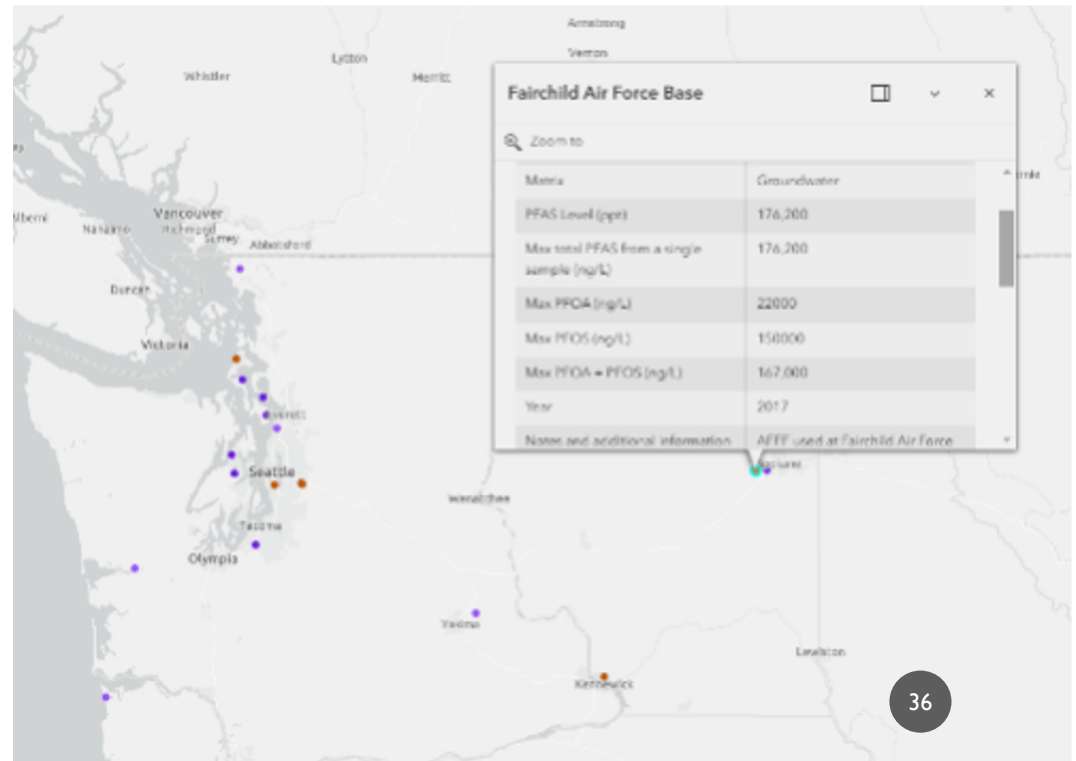 Armstrong
Vernon
Lytton
Whistler
Merritt
Fairchild Air Force Base
Zoom to
Matrix Groundwater
PFAS Level (ppt) 176,200
Max total PFAS from a single 176,200
sample (ng/L)
Max PFOA (ng/L) 22000
Max PFOS (ng/L) 150000
Max PFOA + PFOS (ng/L) 167,000
Year 2017
Notes and additional information AFFF used at Fairchild Air Force
Vancouver
Nanaimo Richmond
Surrey Abbotsford
Duncan
Victoria
Everett
Seattle
Spokane
Wenatchee
Tacoma
Olympia
Yakima
Lewiston
Kennewick
36